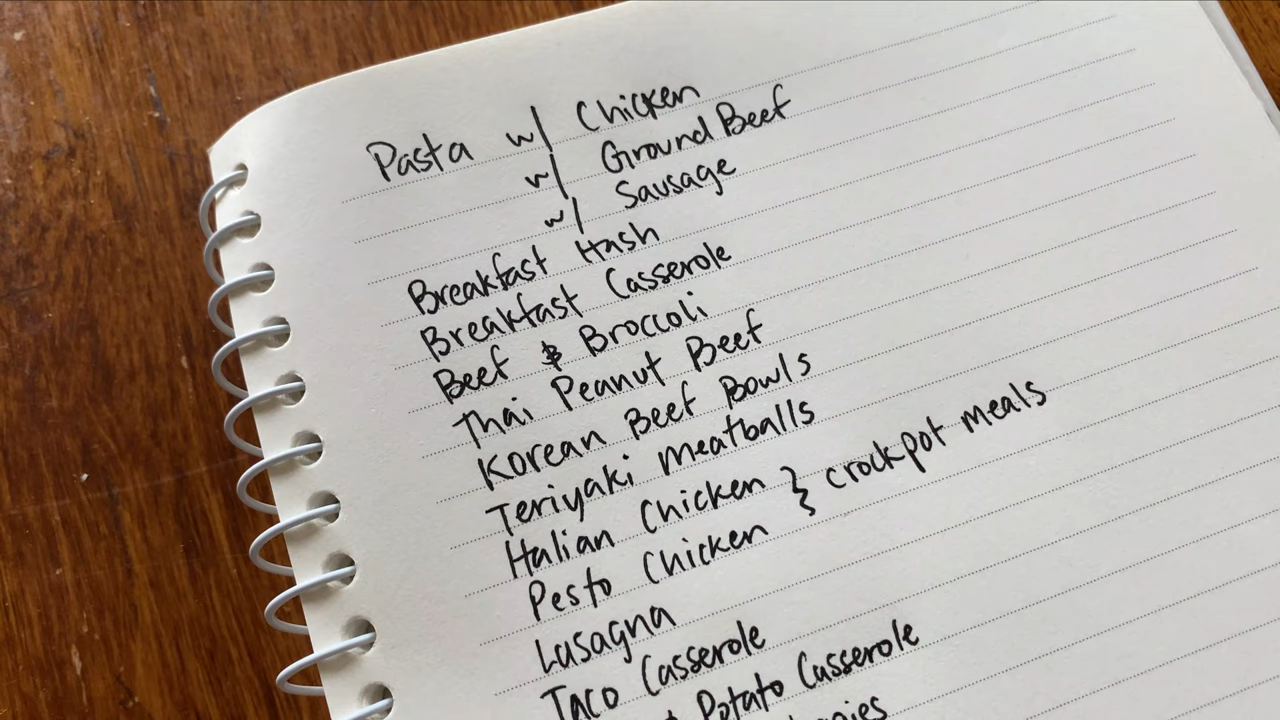 Pasta w/ Chicken
w/ Ground Beef
w/ Sausage
Breakfast Hash
Breakfast Casserole
Beef & Broccoli
Thai Peanut Beef
Korean Beef Bowls
Teriyaki Meatballs
Italian Chicken } crockpot meals
Pesto Chicken
Lasagna
Taco Casserole
Potato Casserole